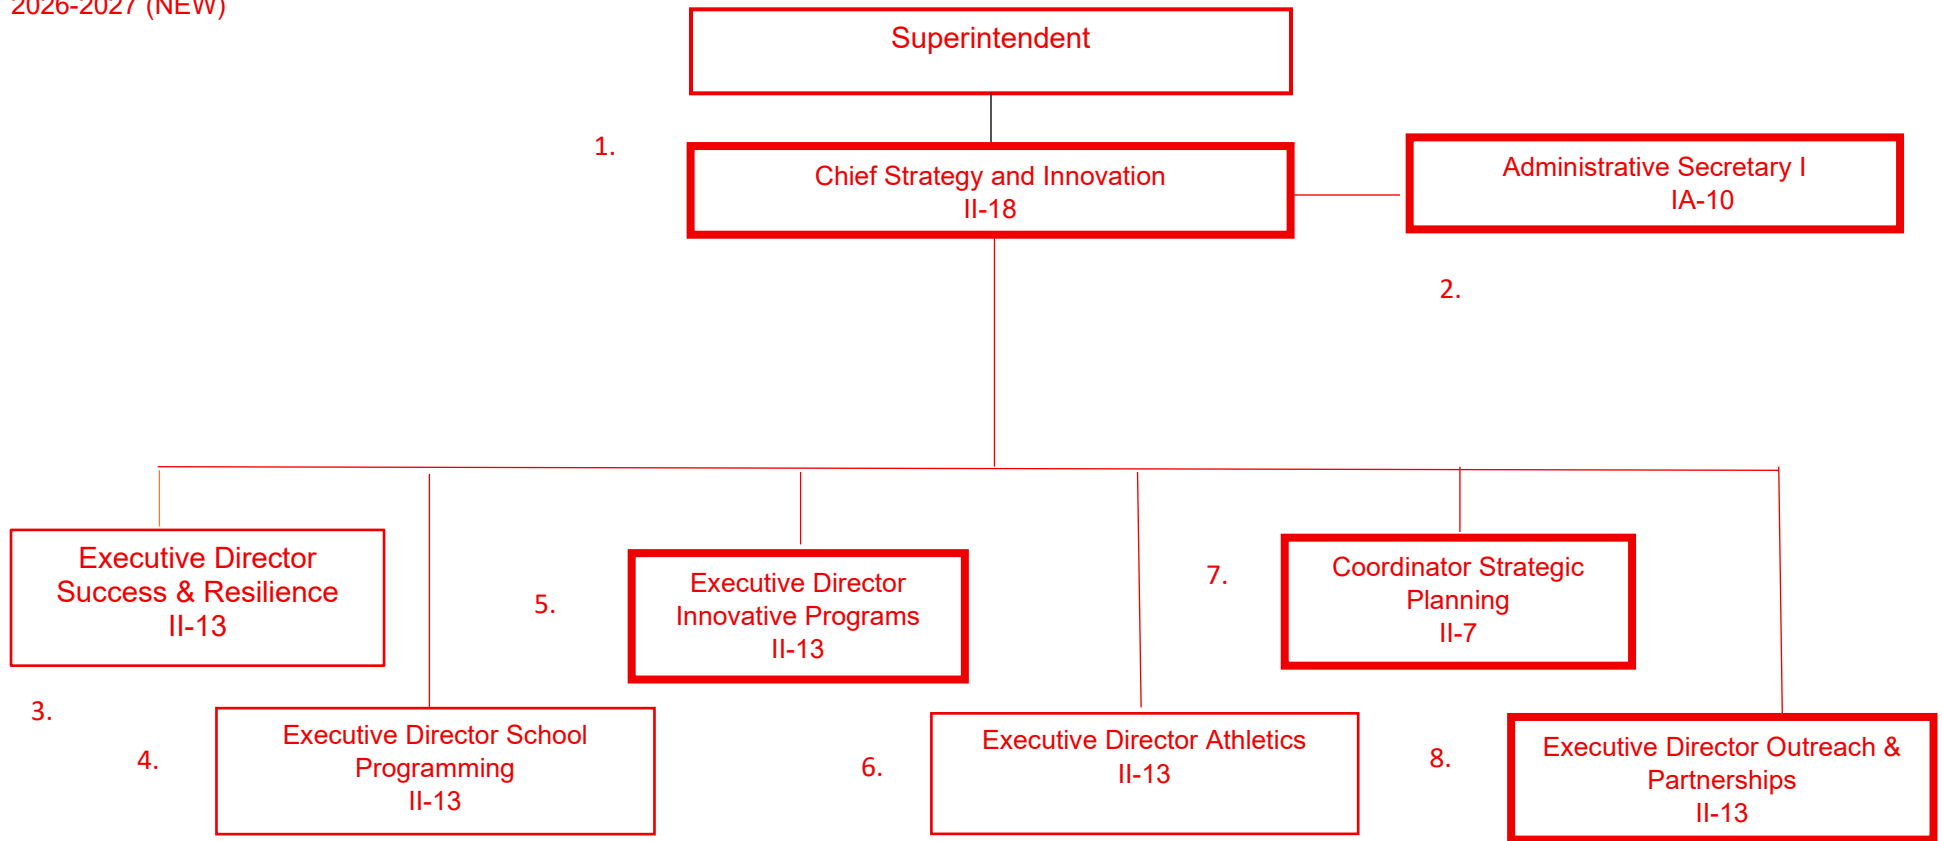 2026-2027 (NEW)
Superintendent
1.
Chief Strategy and Innovation
II-18
Administrative Secretary I
IA-10
2.
Executive Director
Success & Resilience
II-13
3.
4.
Executive Director School
Programming
II-13
5.
Executive Director
Innovative Programs
II-13
6.
Executive Director Athletics
II-13
7.
Coordinator Strategic
Planning
II-7
8.
Executive Director Outreach &
Partnerships
II-13